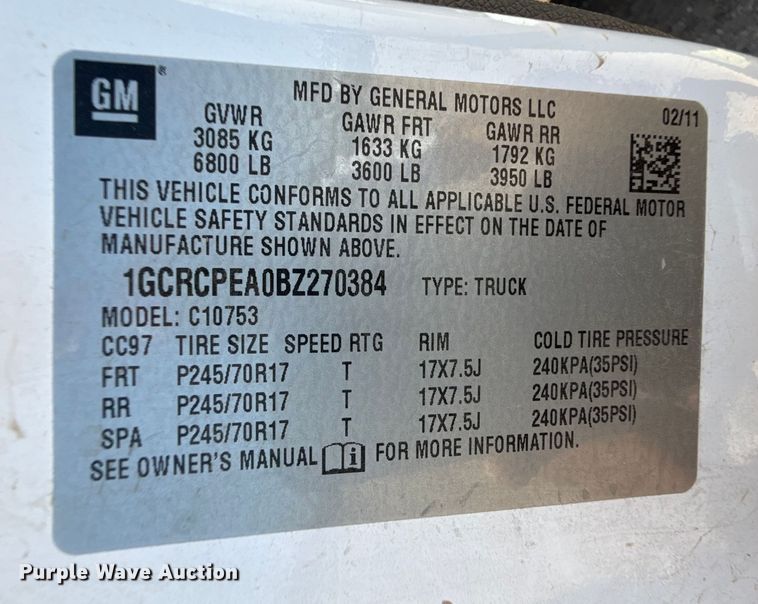 GM®
MFD BY GENERAL MOTORS LLC 02/11
GVWR GAWR FRT GAWR RR
3085 KG 1633 KG 1792 KG
6800 LB 3600 LB 3950 LB
THIS VEHICLE CONFORMS TO ALL APPLICABLE U.S. FEDERAL MOTOR
VEHICLE SAFETY STANDARDS IN EFFECT ON THE DATE OF
MANUFACTURE SHOWN ABOVE.
1GCRCPEA0BZ270384 TYPE: TRUCK
MODEL: C10753
CC97 TIRE SIZE SPEED RTG RIM COLD TIRE PRESSURE
FRT P245/70R17 T 17X7.5J 240KPA(35PSI)
RR P245/70R17 T 17X7.5J 240KPA(35PSI)
SPA P245/70R17 T 17X7.5J 240KPA(35PSI)
SEE OWNER'S MANUAL i FOR MORE INFORMATION.
Purple Wave Auction